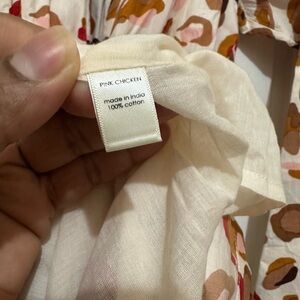 PINK CHICKEN
made in India
100% cotton